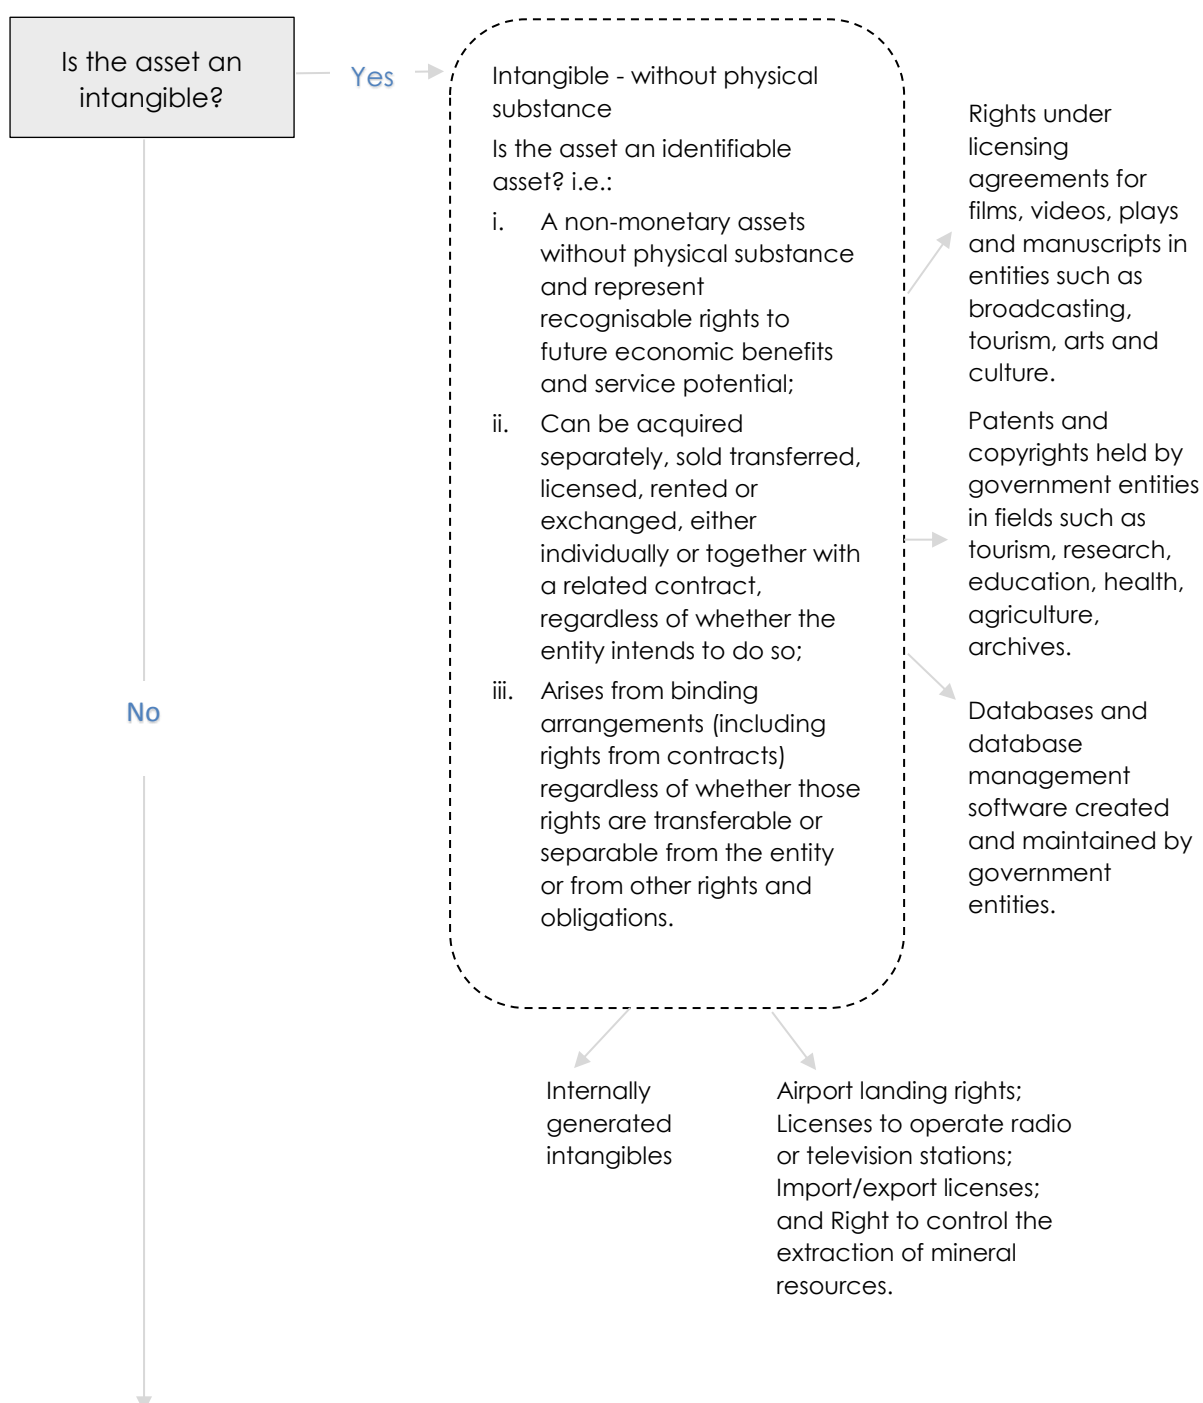 Is the asset an
intangible?
Yes
No
Intangible - without physical
substance
Is the asset an identifiable
asset? i.e.:
i. A non-monetary assets
without physical substance
and represent
recognisable rights to
future economic benefits
and service potential;
ii. Can be acquired
separately, sold transferred,
licensed, rented or
exchanged, either
individually or together with
a related contract,
regardless of whether the
entity intends to do so;
iii. Arises from binding
arrangements (including
rights from contracts)
regardless of whether those
rights are transferable or
separable from the entity
or from other rights and
obligations.
Rights under
licensing
agreements for
films, videos, plays
and manuscripts in
entities such as
broadcasting,
tourism, arts and
culture.
Patents and
copyrights held by
government entities
in fields such as
tourism, research,
education, health,
agriculture,
archives.
Databases and
database
management
software created
and maintained by
government
entities.
Internally
generated
intangibles
Airport landing rights;
Licenses to operate radio
or television stations;
Import/export licenses;
and Right to control the
extraction of mineral
resources.